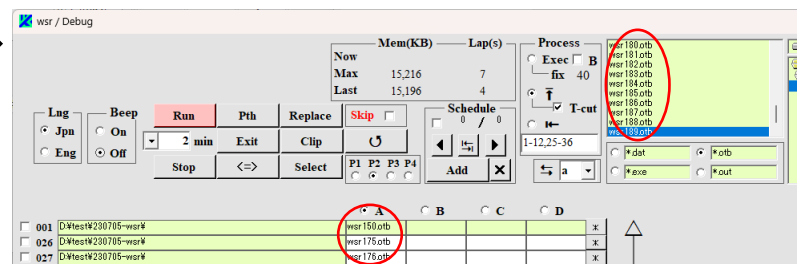 wsr / Debug
Mem(KB) Lap(s)
Now
Max 15,216 7
Last 15,196 4
Process
Exec B
fix 40
T-cut
1-12,25-36
a
wsr180.otb
wsr181.otb
wsr182.otb
wsr183.otb
wsr184.otb
wsr185.otb
wsr186.otb
wsr187.otb
wsr188.otb
wsr189.otb
*.dat *.otb
*.exe *.out
Lng
Jpn
Eng
Beep
On
Off
Run Pth Replace Skip
2 min Exit Clip
Stop <=> Select P1 P2 P3 P4
Schedule
0 / 0
Add
A B C D
001 D:¥test¥230705-wsr¥ wsr150.otb *
026 D:¥test¥230705-wsr¥ wsr175.otb *
027 D:¥test¥230705-wsr¥ wsr176.otb *